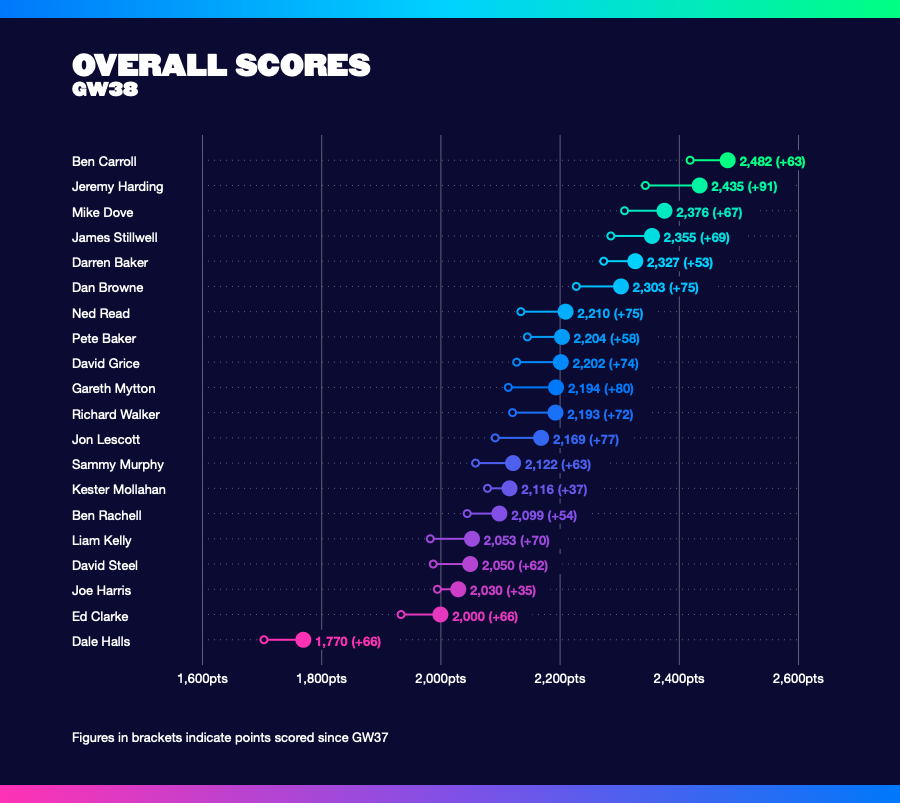 OVERALL SCORES
GW38
Ben Carroll 2,482 (+63)
Jeremy Harding 2,435 (+91)
Mike Dove 2,376 (+67)
James Stillwell 2,355 (+69)
Darren Baker 2,327 (+53)
Dan Browne 2,303 (+75)
Ned Read 2,210 (+75)
Pete Baker 2,204 (+58)
David Grice 2,202 (+74)
Gareth Mytton 2,194 (+80)
Richard Walker 2,193 (+72)
Jon Lescott 2,169 (+77)
Sammy Murphy 2,122 (+63)
Kester Mollahan 2,116 (+37)
Ben Rachell 2,099 (+54)
Liam Kelly 2,053 (+70)
David Steel 2,050 (+62)
Joe Harris 2,030 (+35)
Ed Clarke 2,000 (+66)
Dale Halls 1,770 (+66)
1,600pts 1,800pts 2,000pts 2,200pts 2,400pts 2,600pts
Figures in brackets indicate points scored since GW37